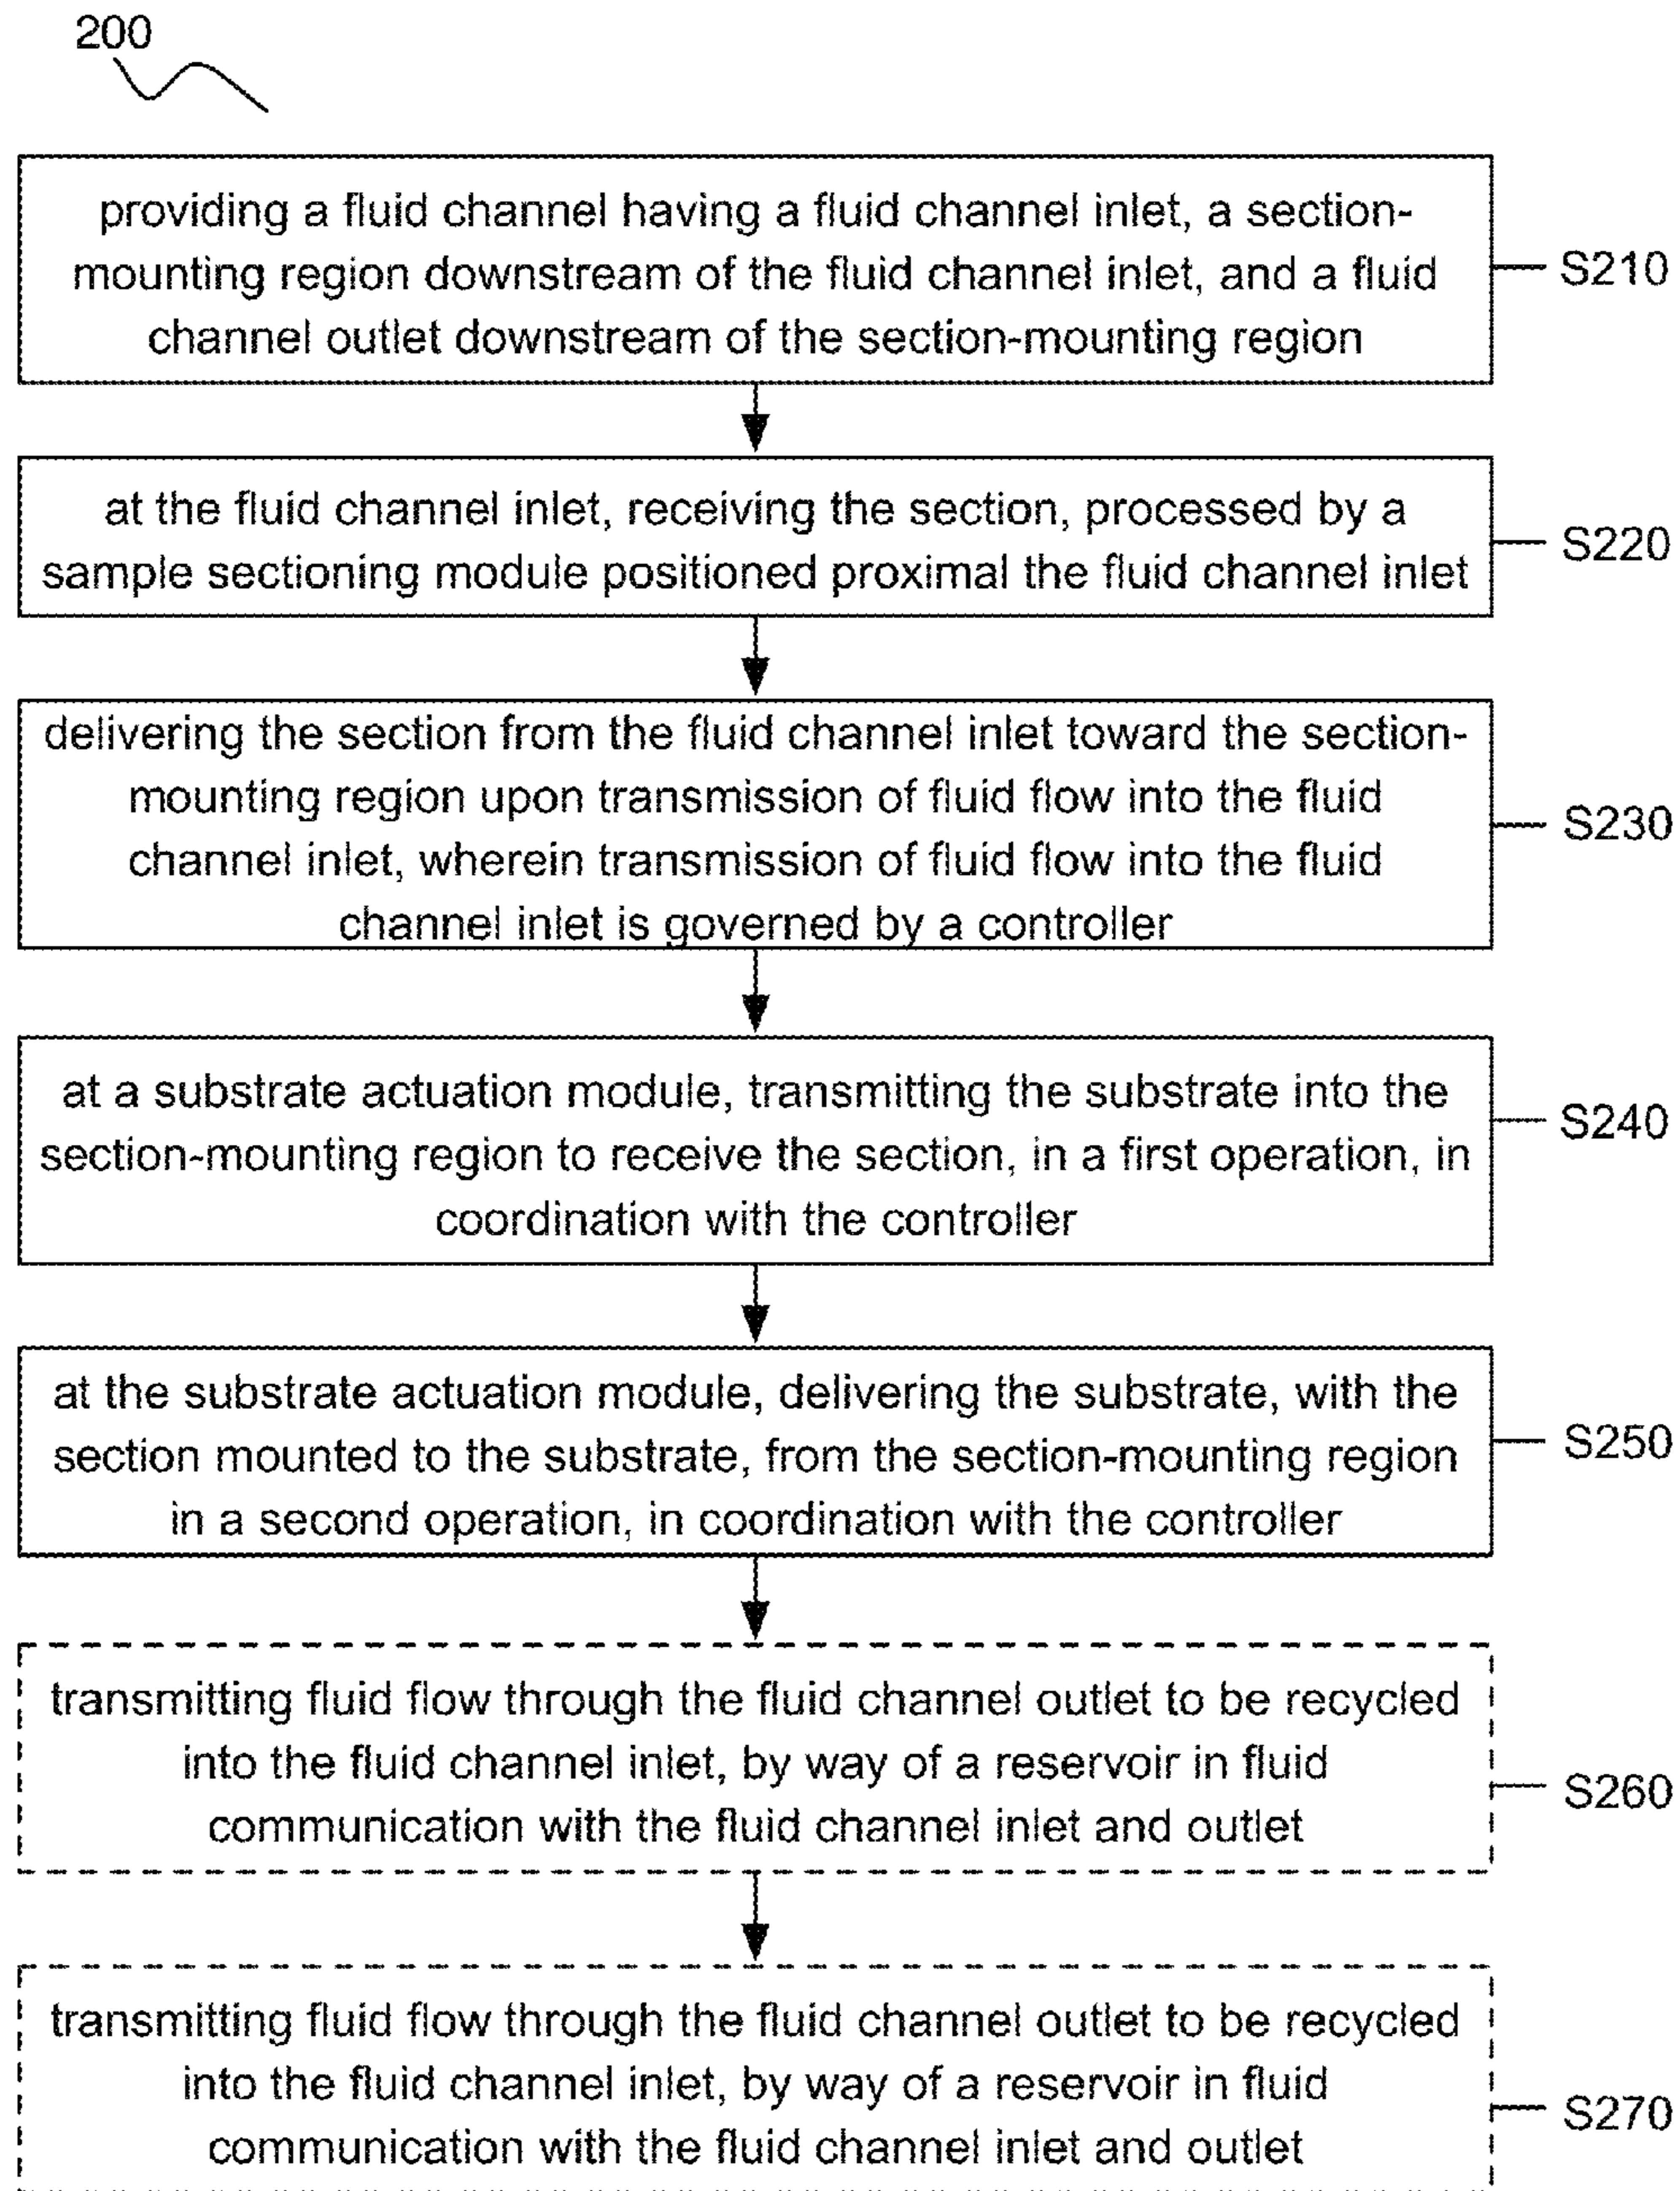 200
providing a fluid channel having a fluid channel inlet, a section-
mounting region downstream of the fluid channel inlet, and a fluid
channel outlet downstream of the section-mounting region
S210
at the fluid channel inlet, receiving the section, processed by a
sample sectioning module positioned proximal the fluid channel inlet
S220
delivering the section from the fluid channel inlet toward the section-
mounting region upon transmission of fluid flow into the fluid
channel inlet, wherein transmission of fluid flow into the fluid
channel inlet is governed by a controller
S230
at a substrate actuation module, transmitting the substrate into the
section-mounting region to receive the section, in a first operation, in
coordination with the controller
S240
at the substrate actuation module, delivering the substrate, with the
section mounted to the substrate, from the section-mounting region
in a second operation, in coordination with the controller
S250
transmitting fluid flow through the fluid channel outlet to be recycled
into the fluid channel inlet, by way of a reservoir in fluid
communication with the fluid channel inlet and outlet
S260
transmitting fluid flow through the fluid channel outlet to be recycled
into the fluid channel inlet, by way of a reservoir in fluid
communication with the fluid channel inlet and outlet
S270